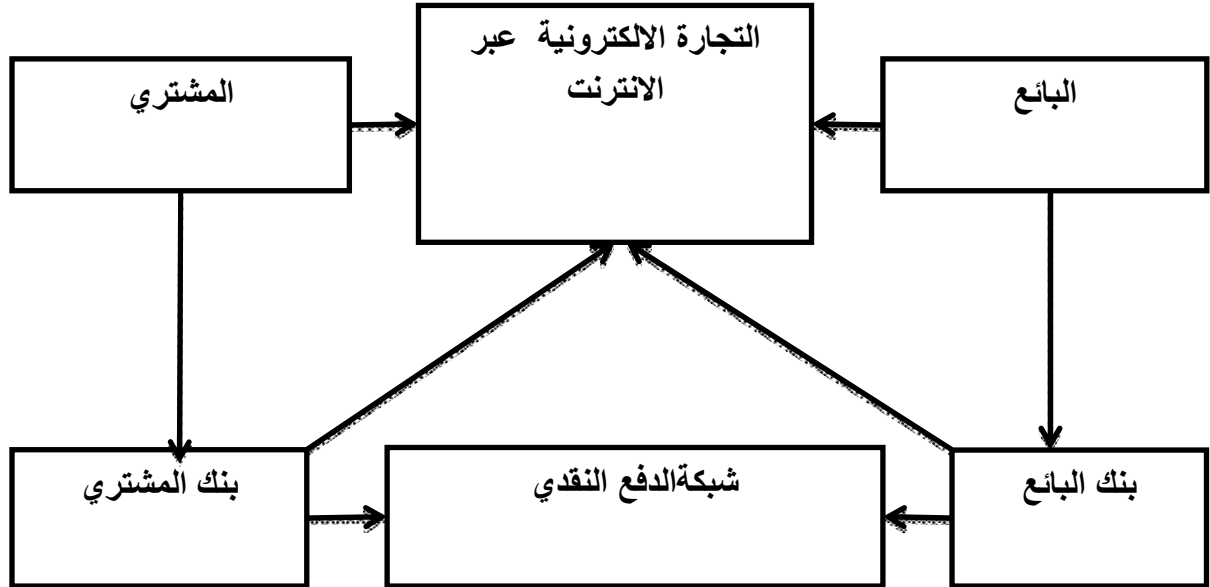 التجارة الالكترونية عبر
الانترنت
البائع
المشتري
بنك البائع
شبكةالدفع النقدي
بنك المشتري